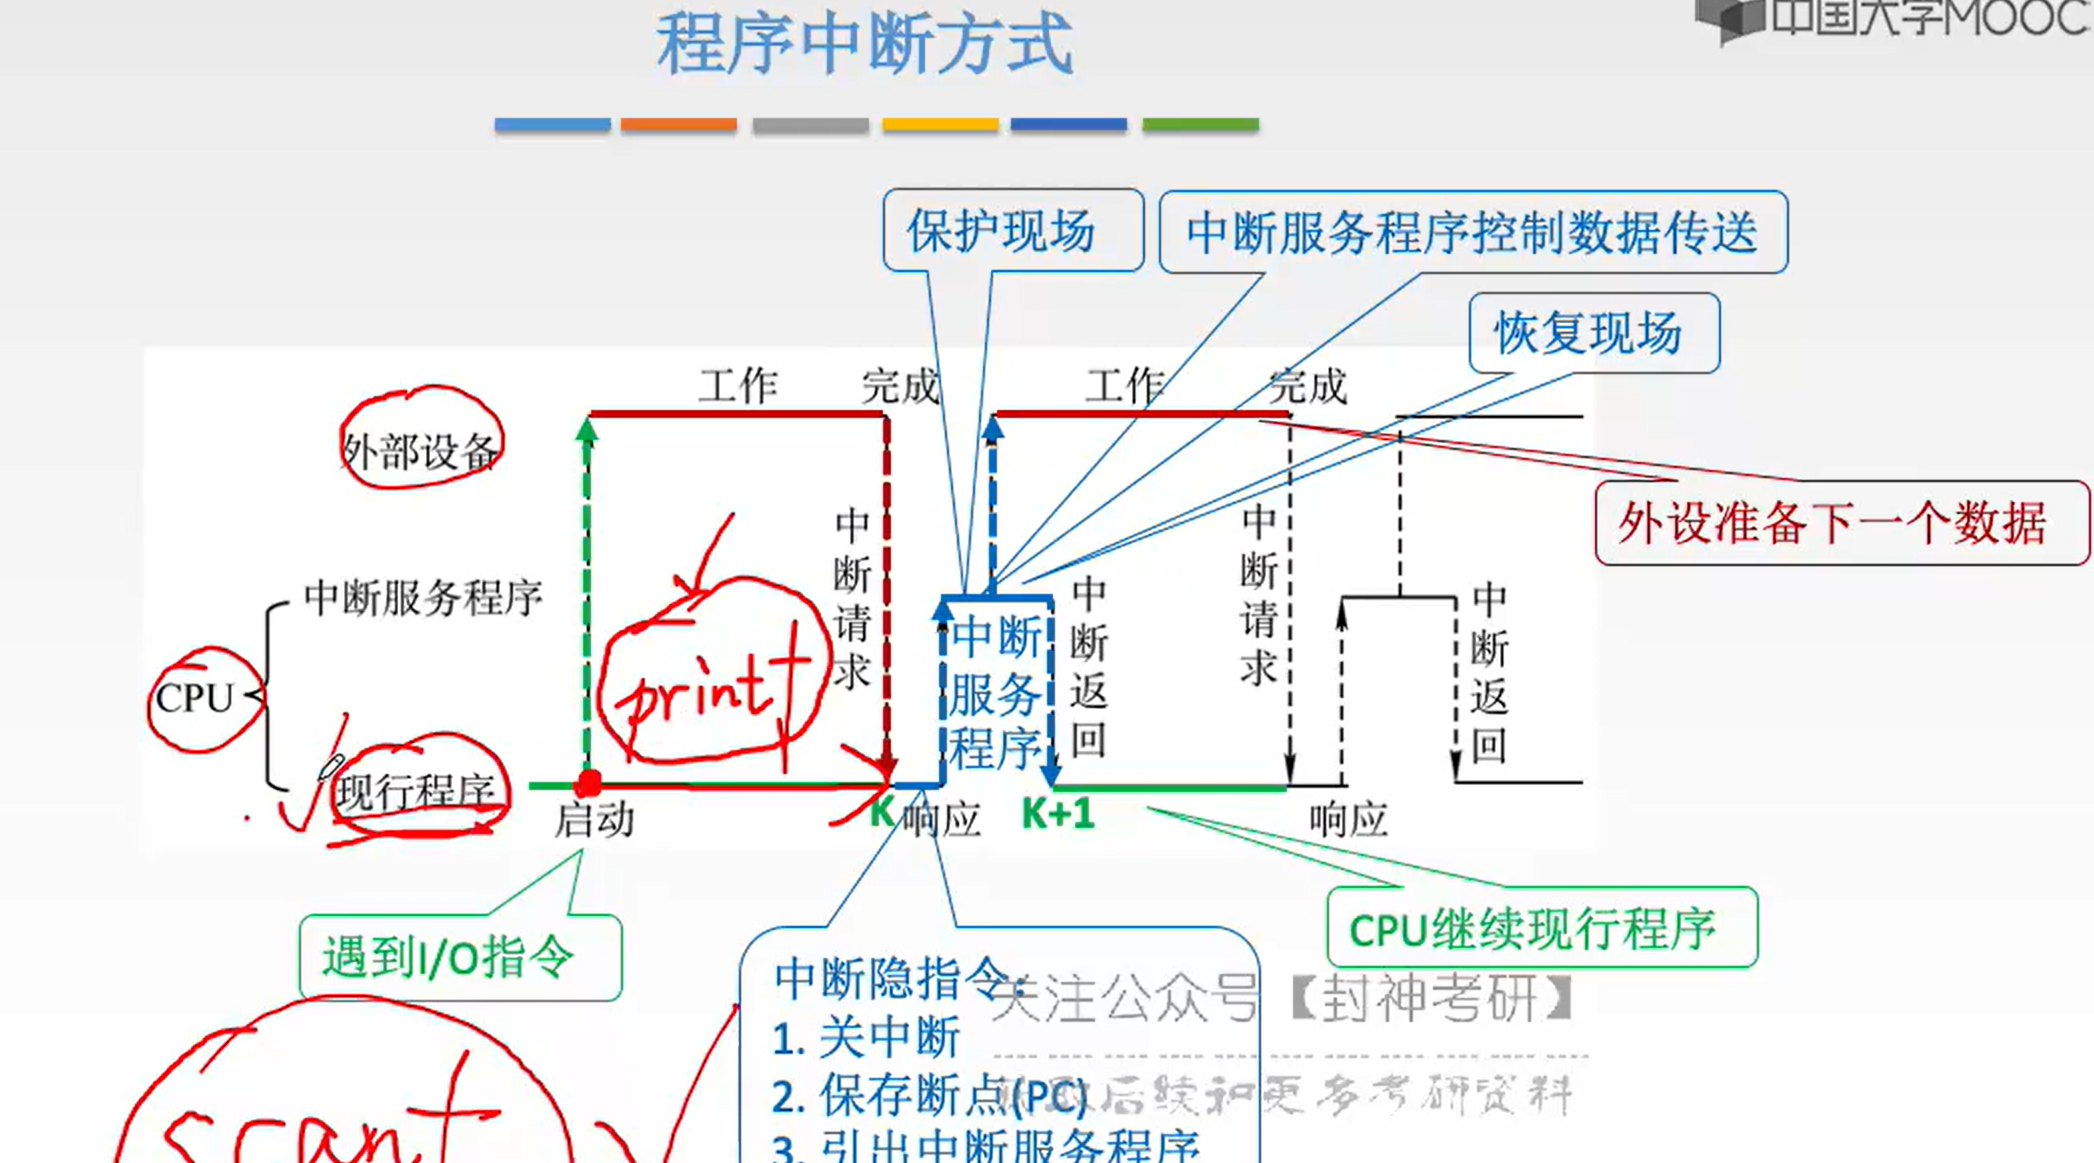 程序中断方式
中国大学MOOC
保护现场
中断服务程序控制数据传送
恢复现场
工作
完成
工作
完成
外部设备
外设准备下一个数据
中断请求
中断服务程序
中断服务程序
中断返回
中断请求
中断返回
printf
CPU
现行程序
启动
K
响应
K+1
响应
遇到I/O指令
CPU继续现行程序
中断隐指令:
1. 关中断
2. 保存断点(PC)
3. 引出中断服务程序
关注公众号【封神考研】
获取后续和更多考研资料
scanf